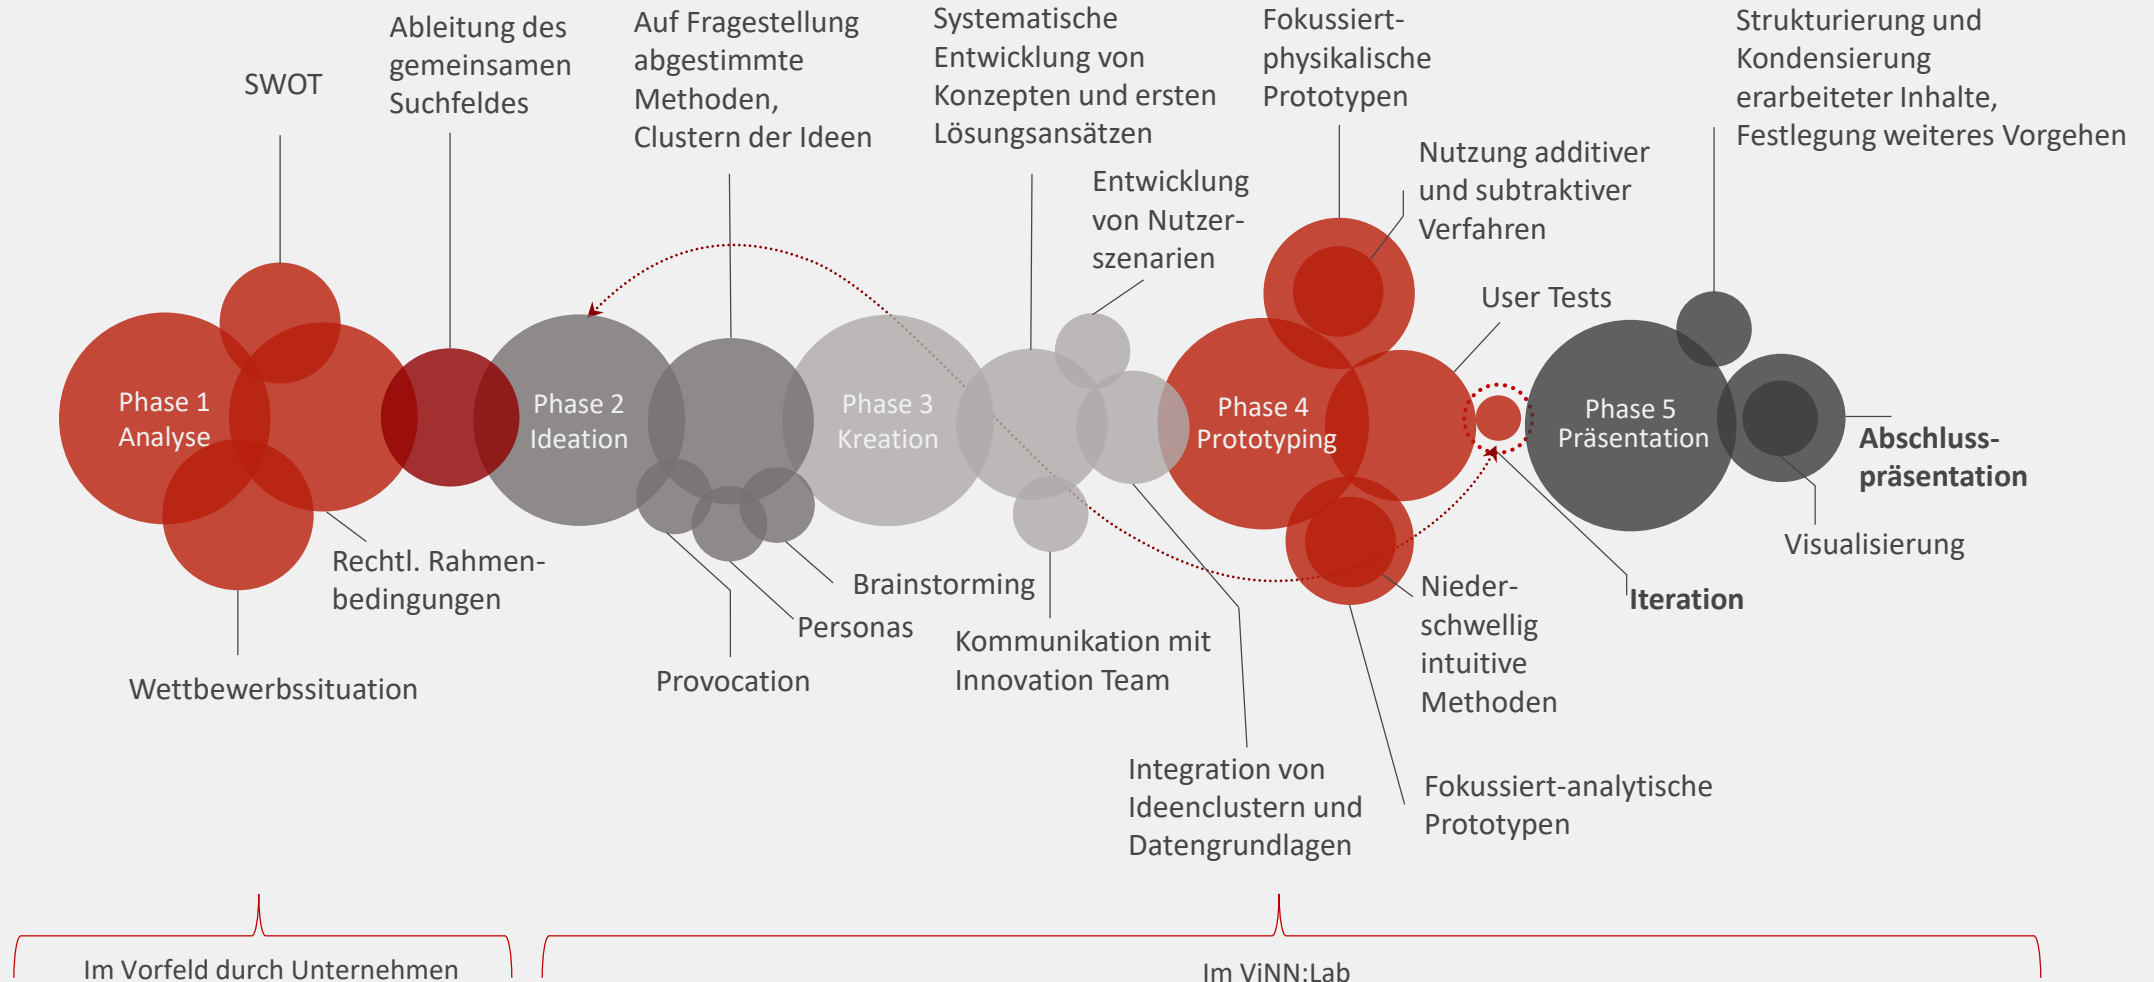 SWOT
Ableitung des
gemeinsamen
Suchfeldes
Auf Fragestellung
abgestimmte
Methoden,
Clustern der Ideen
Systematische
Entwicklung von
Konzepten und ersten
Lösungsansätzen
Entwicklung
von Nutzer-
szenarien
Fokussiert-
physikalische
Prototypen
Nutzung additiver
und subtraktiver
Verfahren
User Tests
Strukturierung und
Kondensierung
erarbeiteter Inhalte,
Festlegung weiteres Vorgehen
Phase 1
Analyse
Phase 2
Ideation
Phase 3
Kreation
Phase 4
Prototyping
Phase 5
Präsentation
Abschluss-
präsentation
Visualisierung
Iteration
Rechtl. Rahmen-
bedingungen
Wettbewerbssituation
Brainstorming
Personas
Provocation
Kommunikation mit
Innovation Team
Nieder-
schwellig
intuitive
Methoden
Integration von
Ideenclustern und
Datengrundlagen
Fokussiert-analytische
Prototypen
Im Vorfeld durch Unternehmen
Im ViNN:Lab